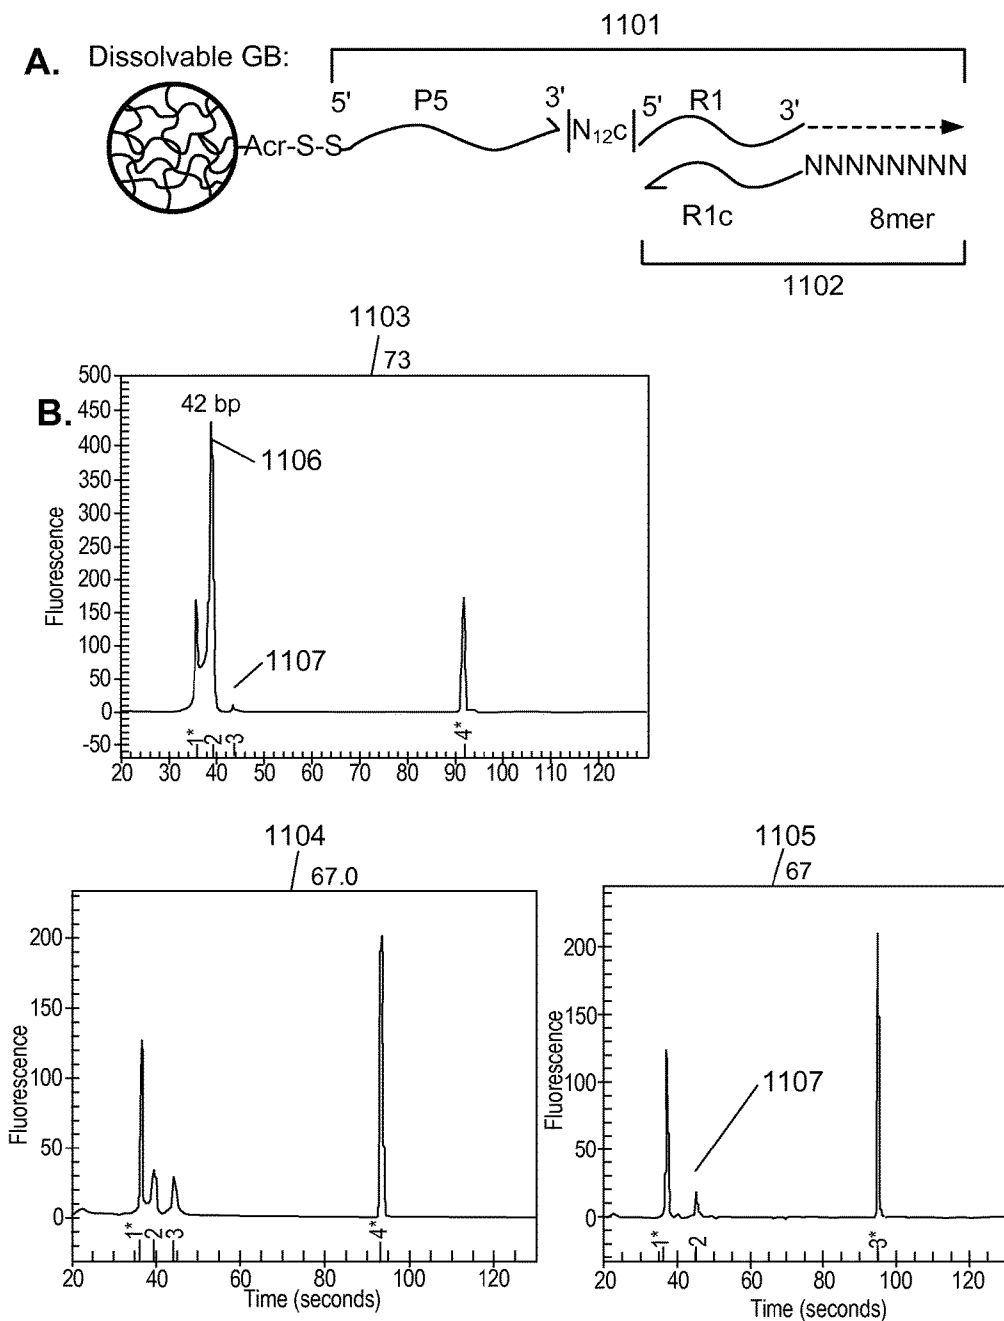 1101
A. Dissolvable GB:
5' P5 3' 5' R1 3'
Acr-S-S N12C
NNNNNNNN
R1c 8mer
1102
1103
73
B.
500
450
400
350
300
250
200
150
100
50
0
-50
Fluorescence
42 bp
1106
1107
1* 2 3 4*
20 30 40 50 60 70 80 90 100 110 120
1104
67.0
200
150
100
50
0
Fluorescence
1* 2 3 4*
20 40 60 80 100 120
Time (seconds)
1105
67
200
150
100
50
0
Fluorescence
1107
1* 2 3*
20 40 60 80 100 120
Time (seconds)